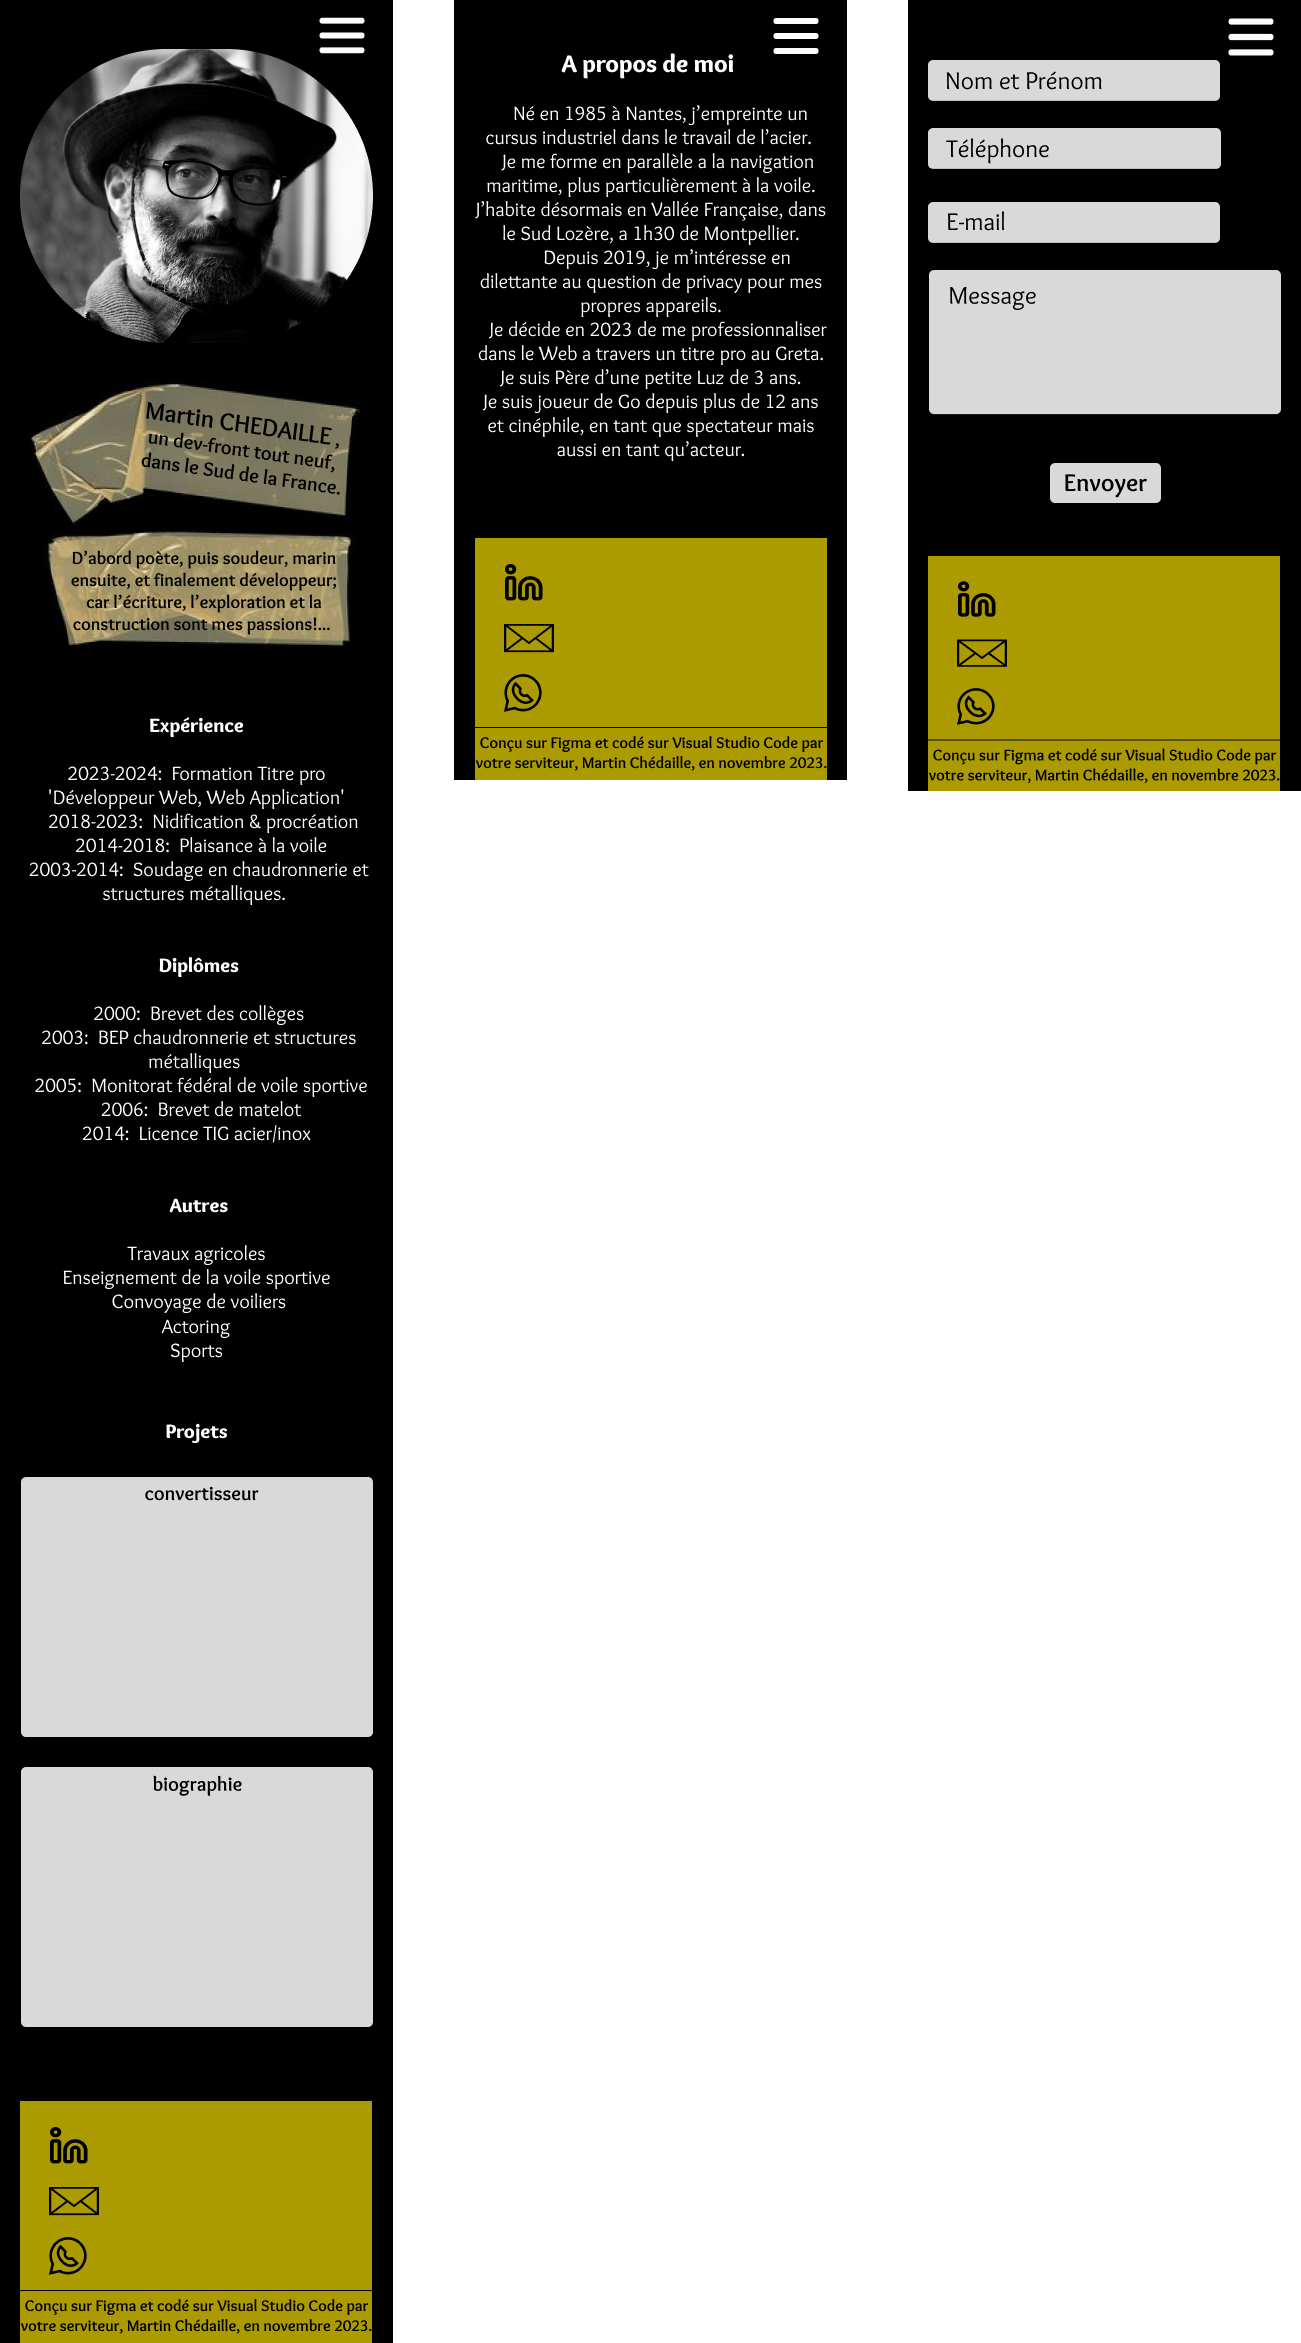 Martin CHEDAILLE ,
un dev-front tout neuf,
dans le Sud de la France.
D’abord poète, puis soudeur, marin
ensuite, et finalement développeur;
car l’écriture, l’exploration et la
construction sont mes passions!...
Expérience
2023-2024: Formation Titre pro
'Développeur Web, Web Application'
2018-2023: Nidification & procréation
2014-2018: Plaisance à la voile
2003-2014: Soudage en chaudronnerie et
structures métalliques.
Diplômes
2000: Brevet des collèges
2003: BEP chaudronnerie et structures
métalliques
2005: Monitorat fédéral de voile sportive
2006: Brevet de matelot
2014: Licence TIG acier/inox
Autres
Travaux agricoles
Enseignement de la voile sportive
Convoyage de voiliers
Actoring
Sports
Projets
convertisseur
biographie
in
Conçu sur Figma et codé sur Visual Studio Code par
votre serviteur, Martin Chédaille, en novembre 2023.
A propos de moi
Né en 1985 à Nantes, j’empreinte un
cursus industriel dans le travail de l’acier.
Je me forme en parallèle a la navigation
maritime, plus particulièrement à la voile.
J’habite désormais en Vallée Française, dans
le Sud Lozère, a 1h30 de Montpellier.
Depuis 2019, je m’intéresse en
dilettante au question de privacy pour mes
propres appareils.
Je décide en 2023 de me professionnaliser
dans le Web a travers un titre pro au Greta.
Je suis Père d’une petite Luz de 3 ans.
Je suis joueur de Go depuis plus de 12 ans
et cinéphile, en tant que spectateur mais
aussi en tant qu’acteur.
in
Conçu sur Figma et codé sur Visual Studio Code par
votre serviteur, Martin Chédaille, en novembre 2023.
Nom et Prénom
Téléphone
E-mail
Message
Envoyer
in
Conçu sur Figma et codé sur Visual Studio Code par
votre serviteur, Martin Chédaille, en novembre 2023.